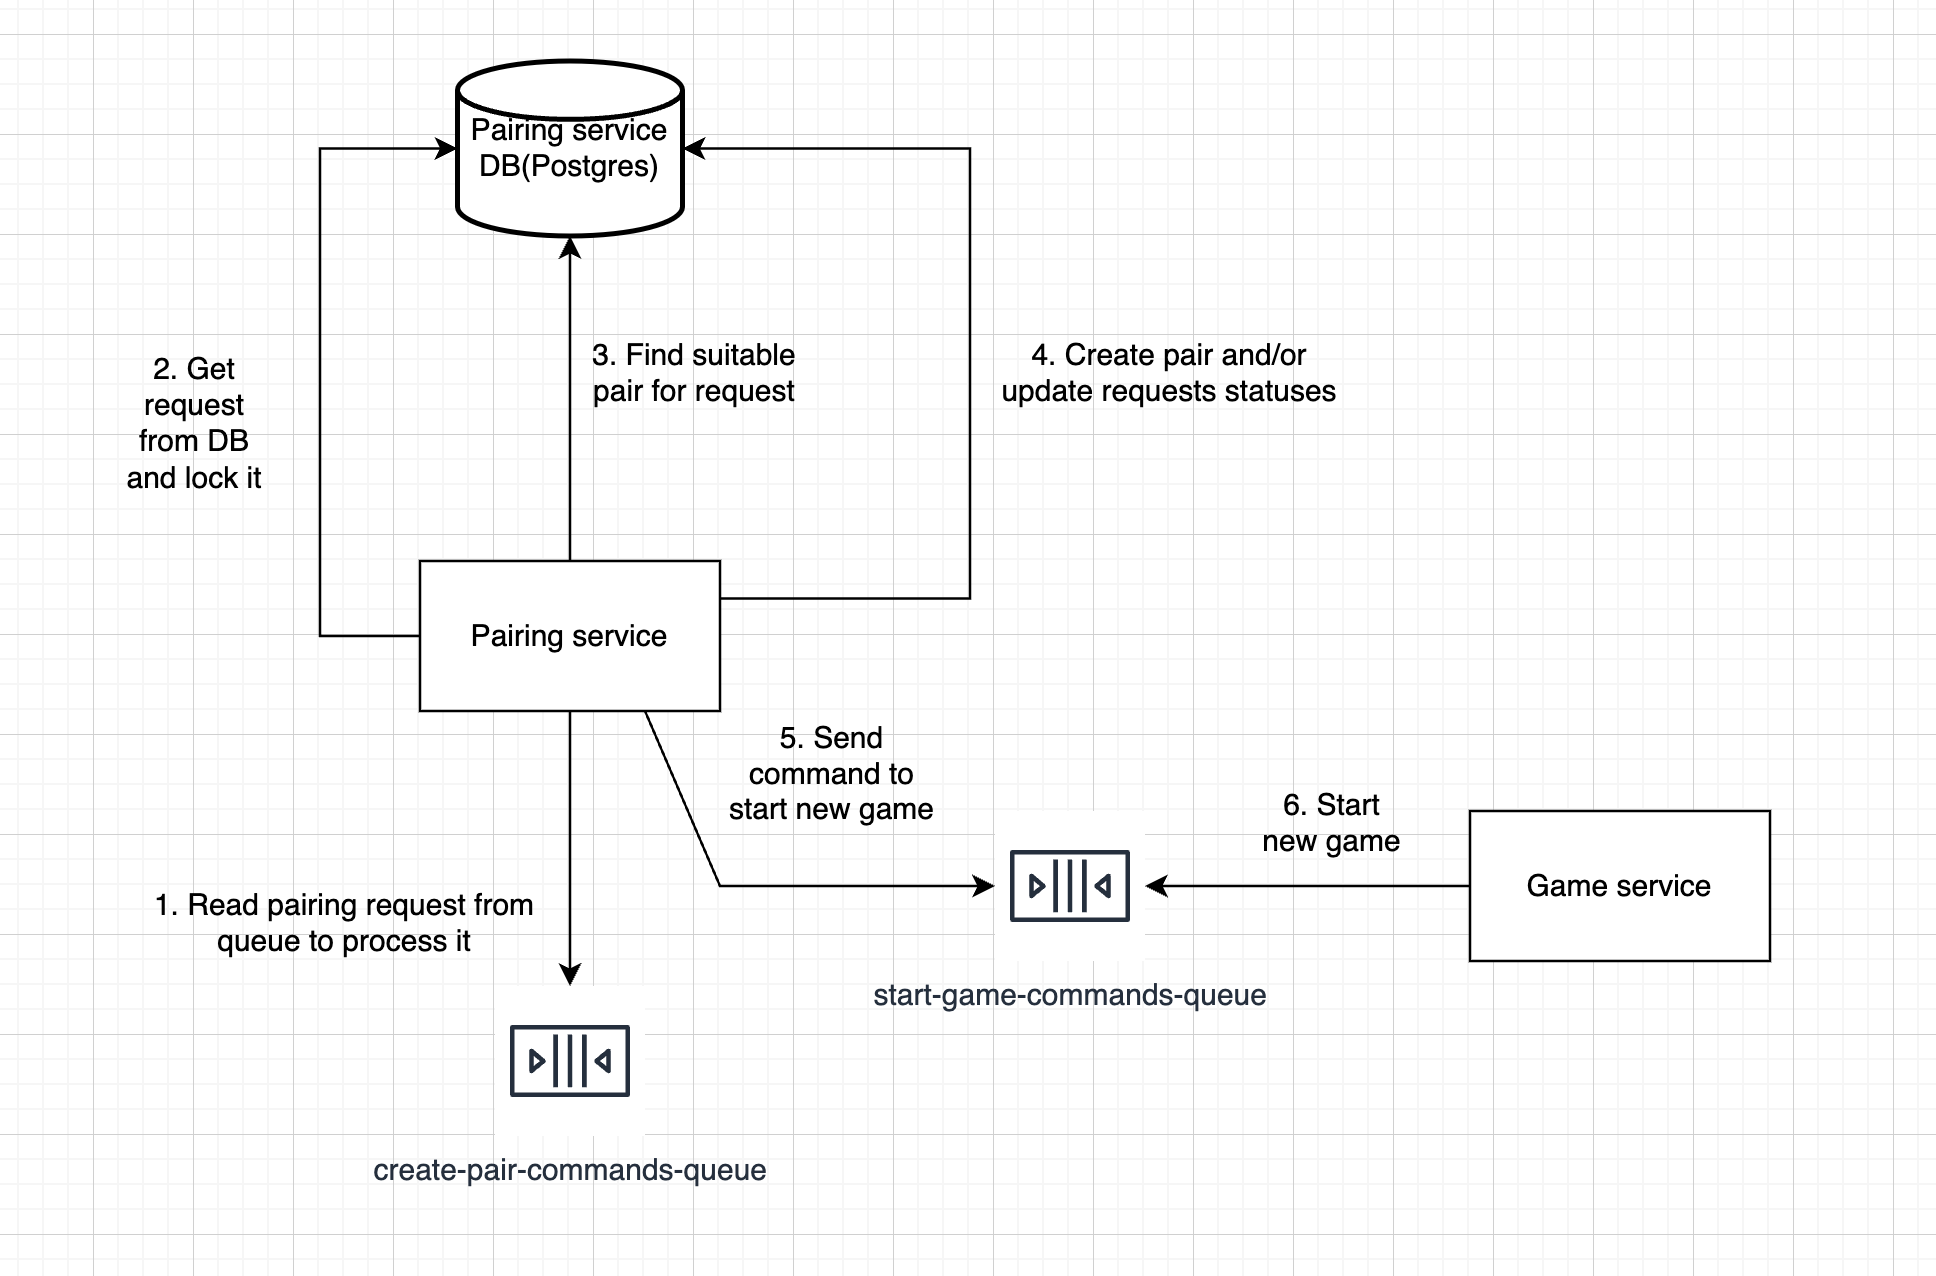 Pairing service
DB(Postgres)
2. Get
request
from DB
and lock it
3. Find suitable
pair for request
4. Create pair and/or
update requests statuses
Pairing service
5. Send
command to
start new game
6. Start
new game
Game service
1. Read pairing request from
queue to process it
start-game-commands-queue
create-pair-commands-queue